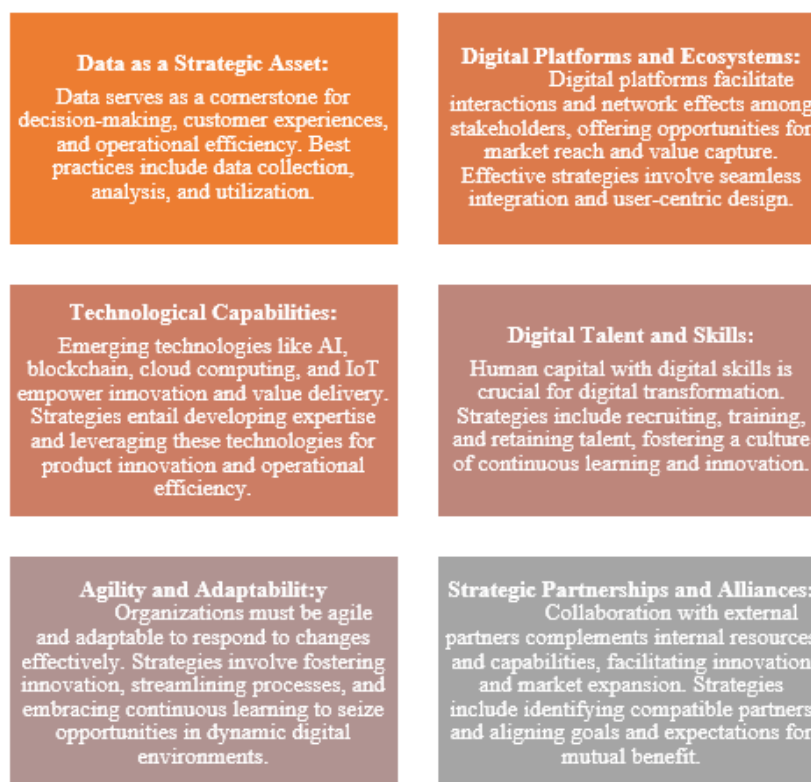 Data as a Strategic Asset:
Data serves as a cornerstone for
decision-making, customer experiences,
and operational efficiency. Best
practices include data collection,
analysis, and utilization.
Digital Platforms and Ecosystems:
Digital platforms facilitate
interactions and network effects among
stakeholders, offering opportunities for
market reach and value capture.
Effective strategies involve seamless
integration and user-centric design.
Technological Capabilities:
Emerging technologies like AI,
blockchain, cloud computing, and IoT
empower innovation and value delivery.
Strategies entail developing expertise
and leveraging these technologies for
product innovation and operational
efficiency.
Digital Talent and Skills:
Human capital with digital skills is
crucial for digital transformation.
Strategies include recruiting, training,
and retaining talent, fostering a culture
of continuous learning and innovation.
Agility and Adaptabilit:y
Organizations must be agile
and adaptable to respond to changes
effectively. Strategies involve fostering
innovation, streamlining processes, and
embracing continuous learning to seize
opportunities in dynamic digital
environments.
Strategic Partnerships and Alliances:
Collaboration with external
partners complements internal resources
and capabilities, facilitating innovation
and market expansion. Strategies
include identifying compatible partners
and aligning goals and expectations for
mutual benefit.